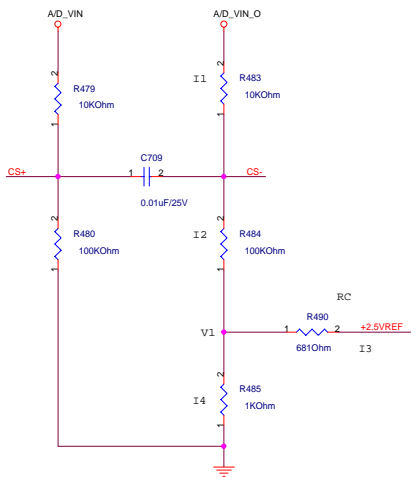 A/D_VIN
A/D_VIN_O
2
R479
10KOhm
1
I1
2
R483
10KOhm
1
CS+
C709
1
2
0.01uF/25V
CS-
2
R480
100KOhm
1
I2
2
R484
100KOhm
1
RC
R490
V1
1
2
+2.5VREF
681Ohm
I3
2
R485
I4
1KOhm
1